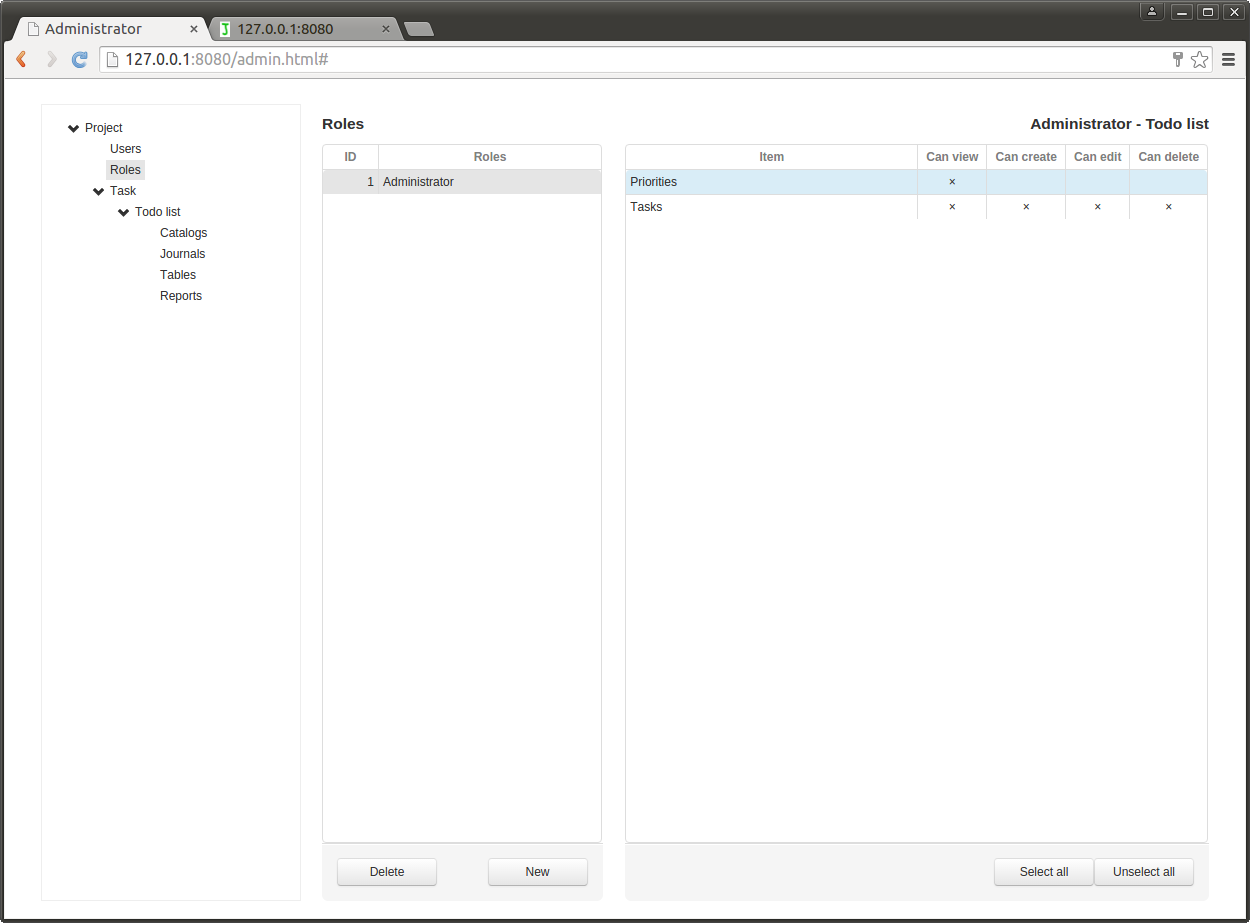 Administrator ×
127.0.0.1:8080 ×
127.0.0.1:8080/admin.html#
Project
Users
Roles
Task
Todo list
Catalogs
Journals
Tables
Reports
Roles
ID Roles
1 Administrator
Delete New
Administrator - Todo list
Item Can view Can create Can edit Can delete
Priorities ×
Tasks × × × ×
Select all Unselect all